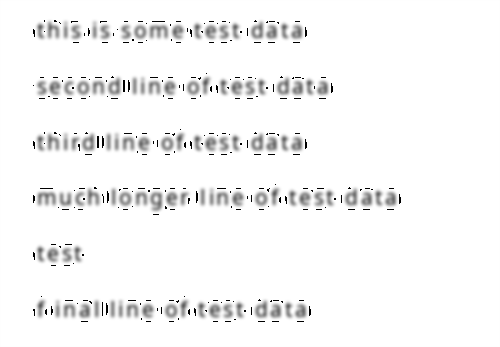 this is some test data
second line of test data
third line of test data
much longer line of test data
test
final line of test data